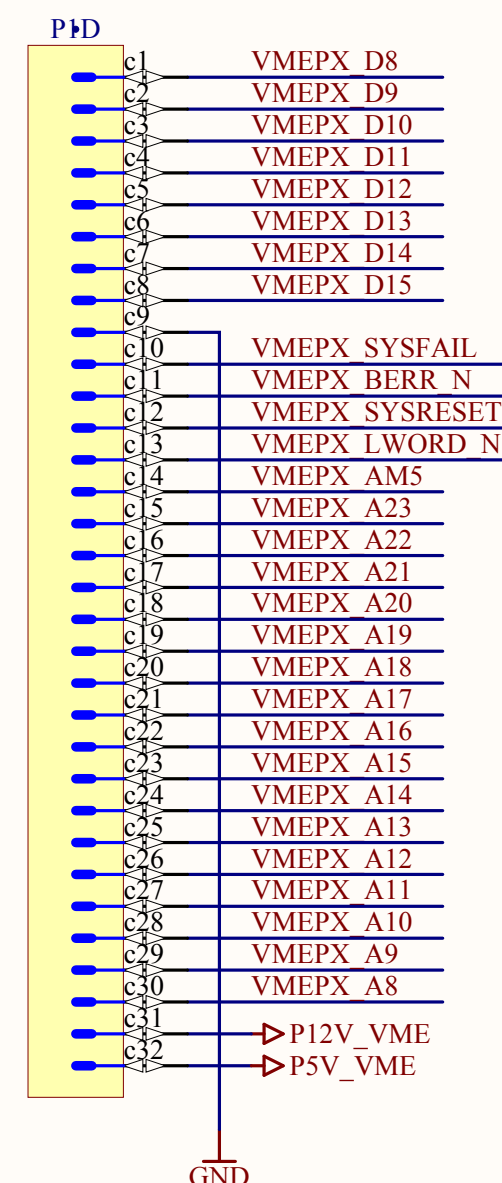 P1D
c1 VMEPX_D8
c2 VMEPX_D9
c3 VMEPX_D10
c4 VMEPX_D11
c5 VMEPX_D12
c6 VMEPX_D13
c7 VMEPX_D14
c8 VMEPX_D15
c9
c10 VMEPX_SYSFAIL
c11 VMEPX_BERR_N
c12 VMEPX_SYSRESET
c13 VMEPX_LWORD_N
c14 VMEPX_AM5
c15 VMEPX_A23
c16 VMEPX_A22
c17 VMEPX_A21
c18 VMEPX_A20
c19 VMEPX_A19
c20 VMEPX_A18
c21 VMEPX_A17
c22 VMEPX_A16
c23 VMEPX_A15
c24 VMEPX_A14
c25 VMEPX_A13
c26 VMEPX_A12
c27 VMEPX_A11
c28 VMEPX_A10
c29 VMEPX_A9
c30 VMEPX_A8
c31 P12V_VME
c32 P5V_VME
GND